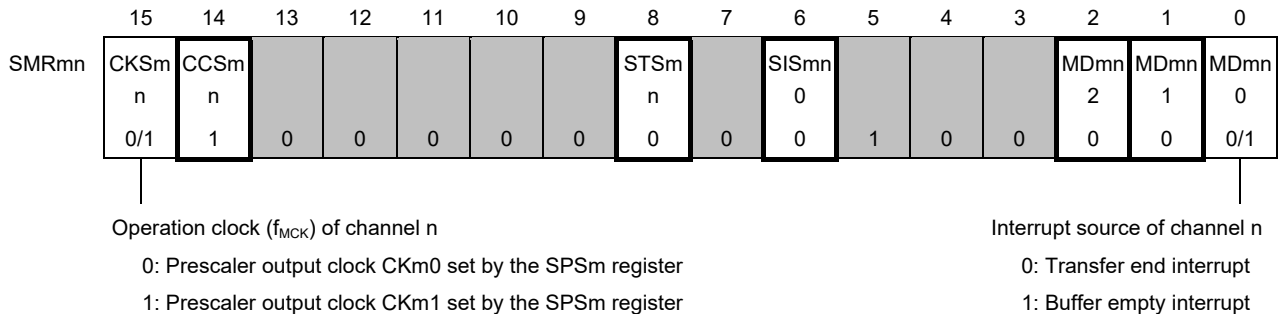 15 14 13 12 11 10 9 8 7 6 5 4 3 2 1 0
SMRmn CKSm CCSm STSm SISmn MDmn MDmn MDmn
n n n 0 2 1 0
0/1 1 0 0 0 0 0 0 0 0 1 0 0 0 0 0/1
Operation clock (fMCK) of channel n Interrupt source of channel n
0: Prescaler output clock CKm0 set by the SPSm register 0: Transfer end interrupt
1: Prescaler output clock CKm1 set by the SPSm register 1: Buffer empty interrupt